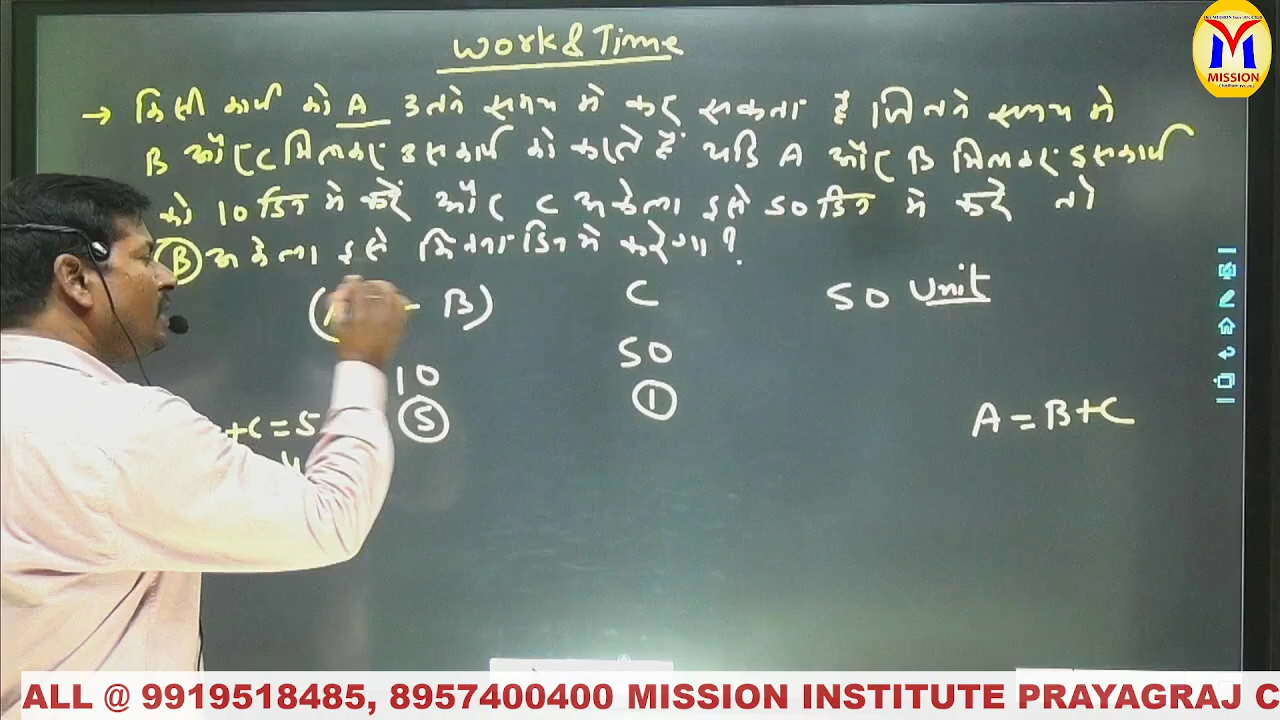 Work & Time
→ किसी कार्य को A उतने समय में कर सकता है जितने समय में
B और C मिलकर इस कार्य को करते हैं यदि A और B मिलकर इस कार्य
को 10 दिन में करें और C अकेला इसे 50 दिन में करे तो
B अकेला इसे कितना दिन में करेगा ?
( B) C 50 Unit
10 50
+C = 5 5 1 A = B+C
MISSION
ALL @ 9919518485, 8957400400 MISSION INSTITUTE PRAYAGRAJ C